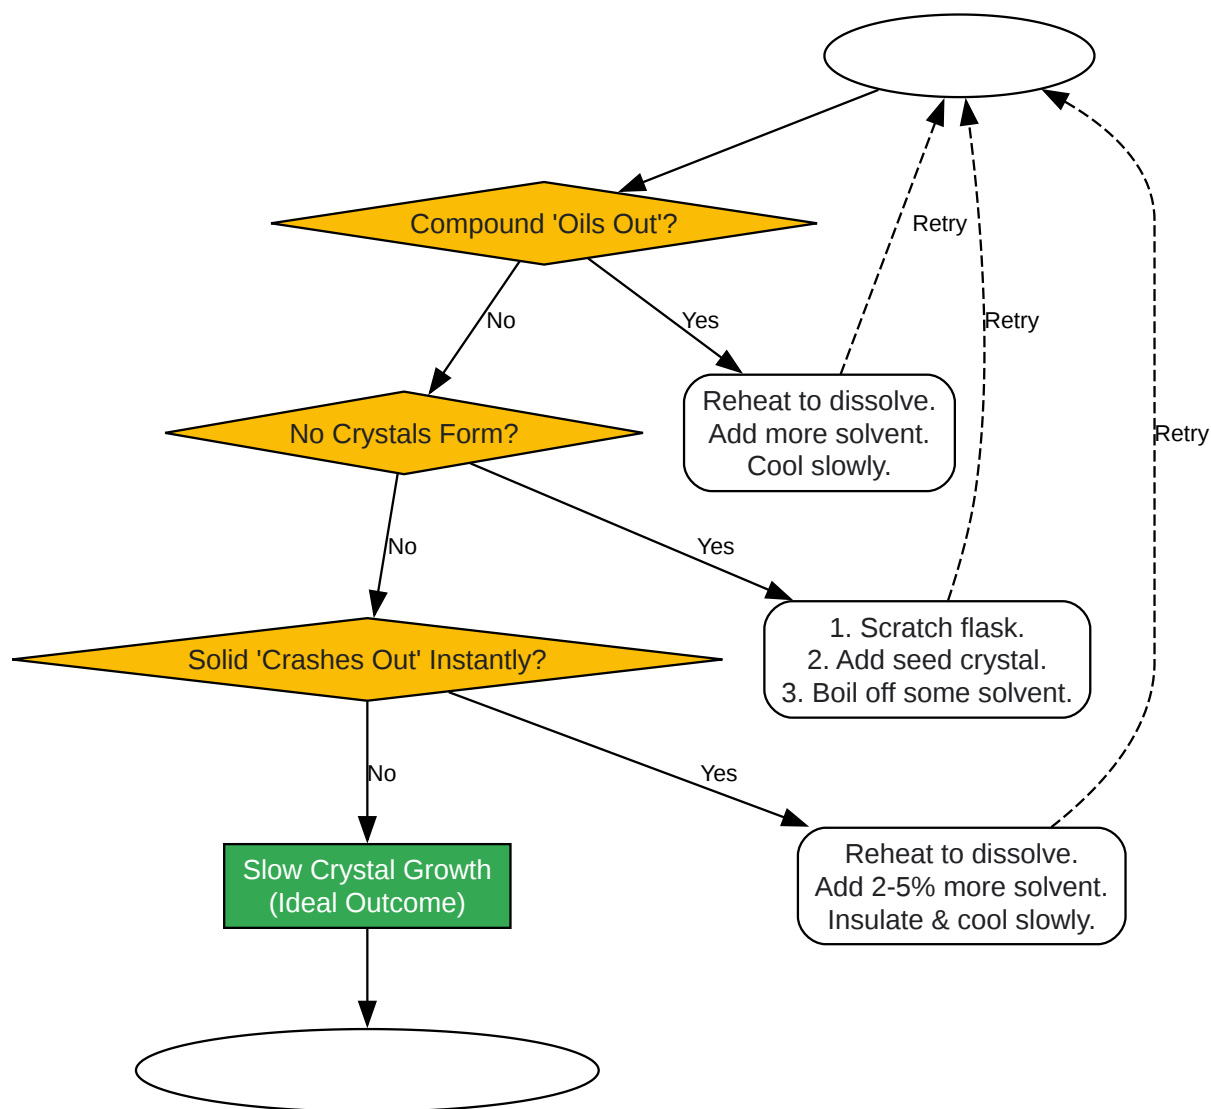 Compound 'Oils Out'?
Retry
No
Yes
Retry
Reheat to dissolve.
Add more solvent.
Cool slowly.
No Crystals Form?
Retry
No
Yes
1. Scratch flask.
2. Add seed crystal.
3. Boil off some solvent.
Solid 'Crashes Out' Instantly?
No
Yes
Slow Crystal Growth
(Ideal Outcome)
Reheat to dissolve.
Add 2-5% more solvent.
Insulate & cool slowly.